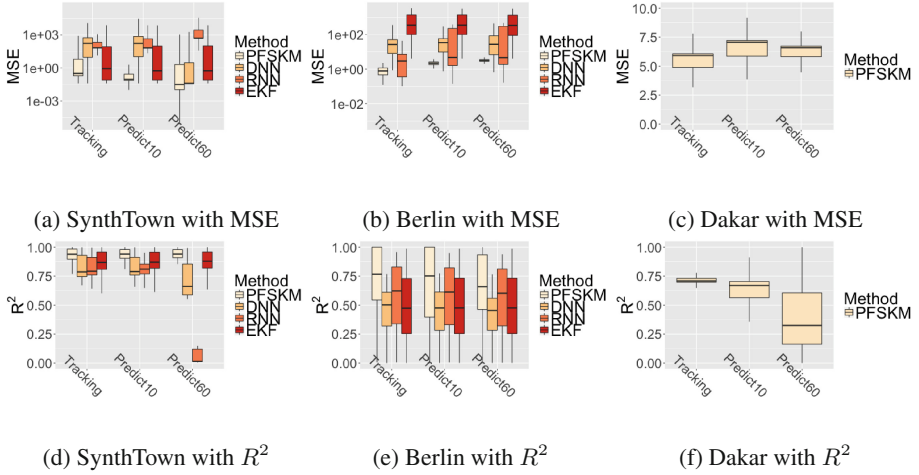 MSE
1e+03
1e+00
1e-03
Tracking
Predict10
Predict60
Method
PFSKM
DNN
RNN
EKF
MSE
1e+02
1e+00
1e-02
Tracking
Predict10
Predict60
Method
PFSKM
DNN
RNN
EKF
MSE
10.0
7.5
5.0
2.5
0.0
Tracking
Predict10
Predict60
Method
PFSKM
(a) SynthTown with MSE
(b) Berlin with MSE
(c) Dakar with MSE
R²
1.00
0.75
0.50
0.25
0.00
Tracking
Predict10
Predict60
Method
PFSKM
DNN
RNN
EKF
R²
1.00
0.75
0.50
0.25
0.00
Tracking
Predict10
Predict60
Method
PFSKM
DNN
RNN
EKF
R²
1.00
0.75
0.50
0.25
0.00
Tracking
Predict10
Predict60
Method
PFSKM
(d) SynthTown with R²
(e) Berlin with R²
(f) Dakar with R²